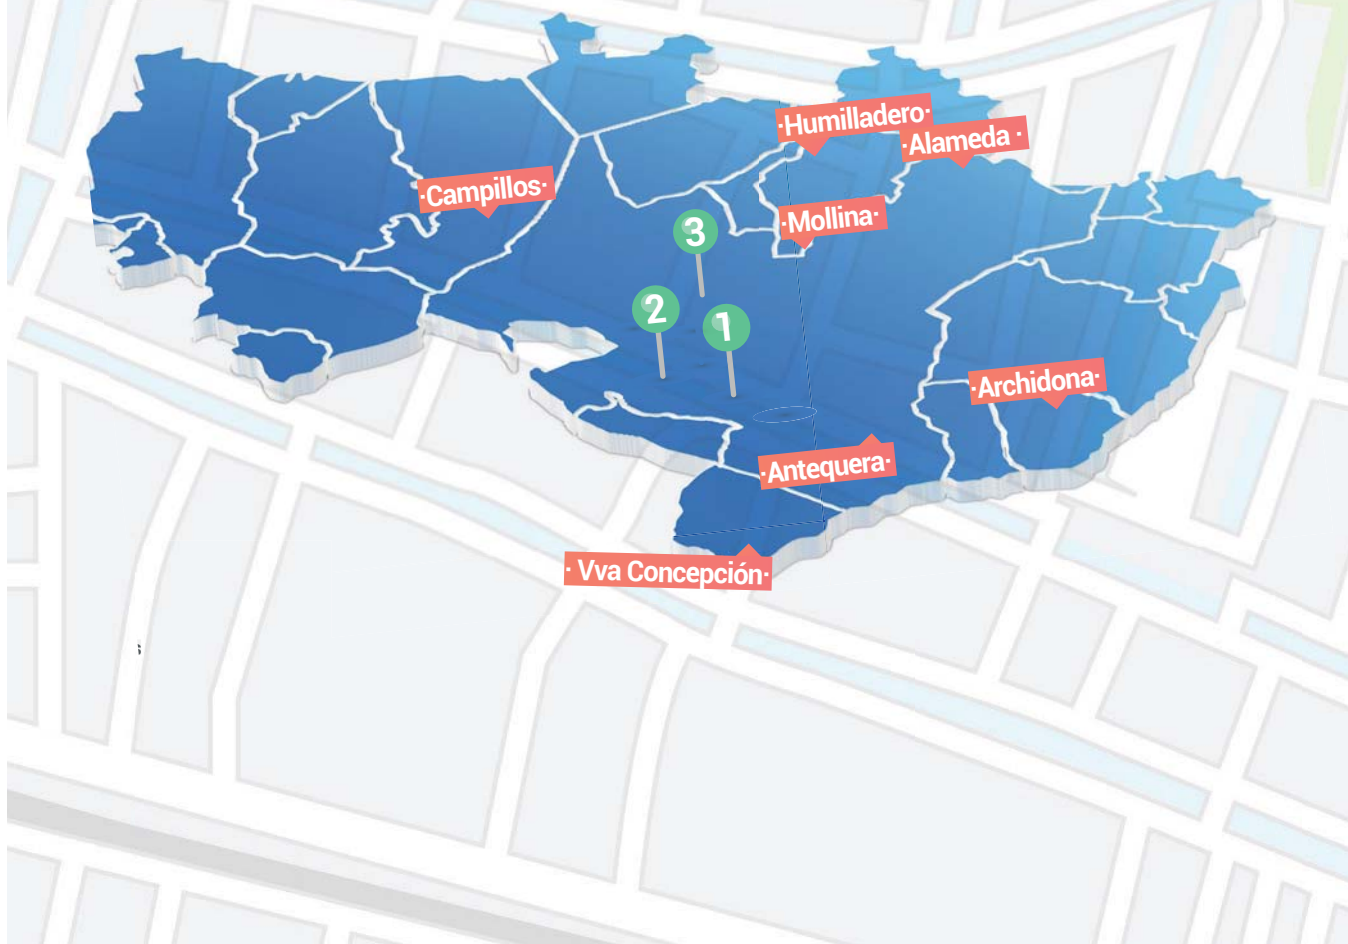 ·Humilladero·
·Alameda ·
·Campillos·
·Mollina·
3
2
1
·Archidona·
·Antequera·
· Vva Concepción·